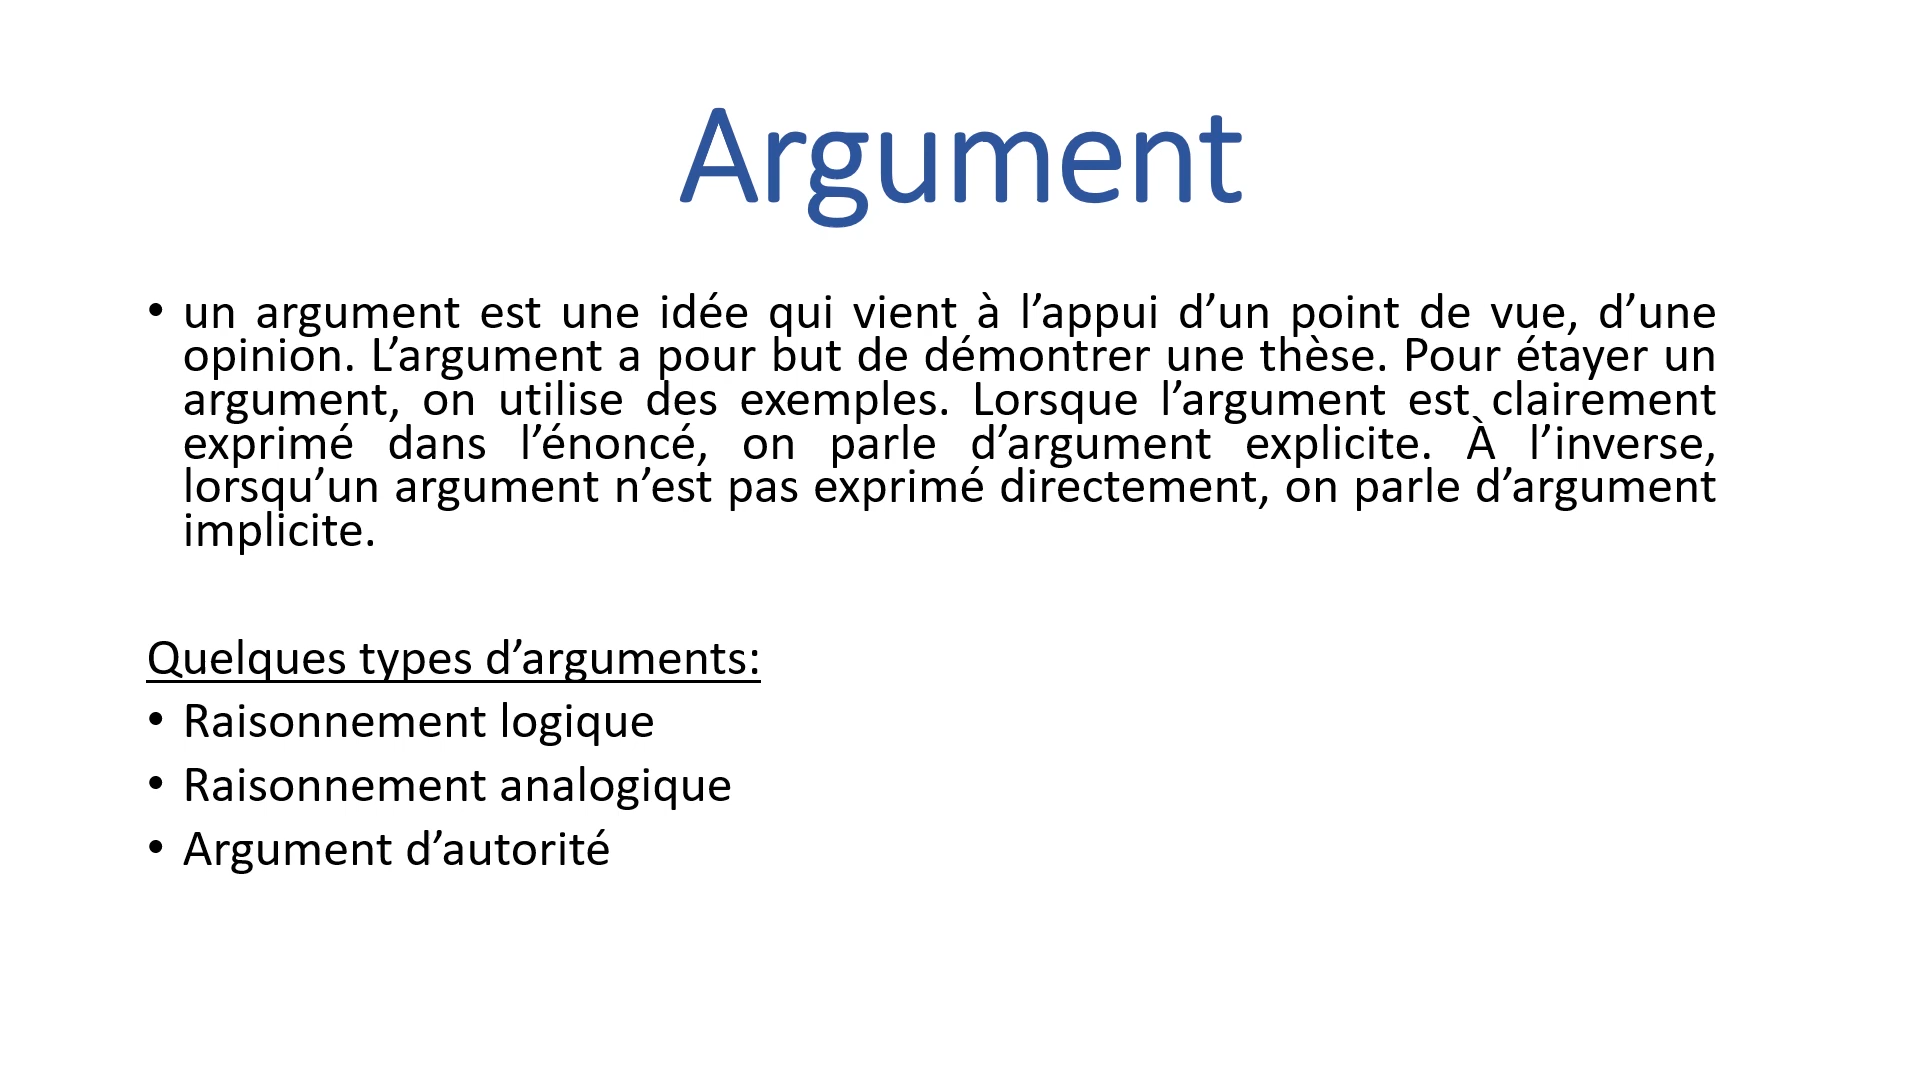 Argument
• un argument est une idée qui vient à l’appui d’un point de vue, d’une
opinion. L’argument a pour but de démontrer une thèse. Pour étayer un
argument, on utilise des exemples. Lorsque l’argument est clairement
exprimé dans l’énoncé, on parle d’argument explicite. À l’inverse,
lorsqu’un argument n’est pas exprimé directement, on parle d’argument
implicite.
Quelques types d’arguments:
• Raisonnement logique
• Raisonnement analogique
• Argument d’autorité